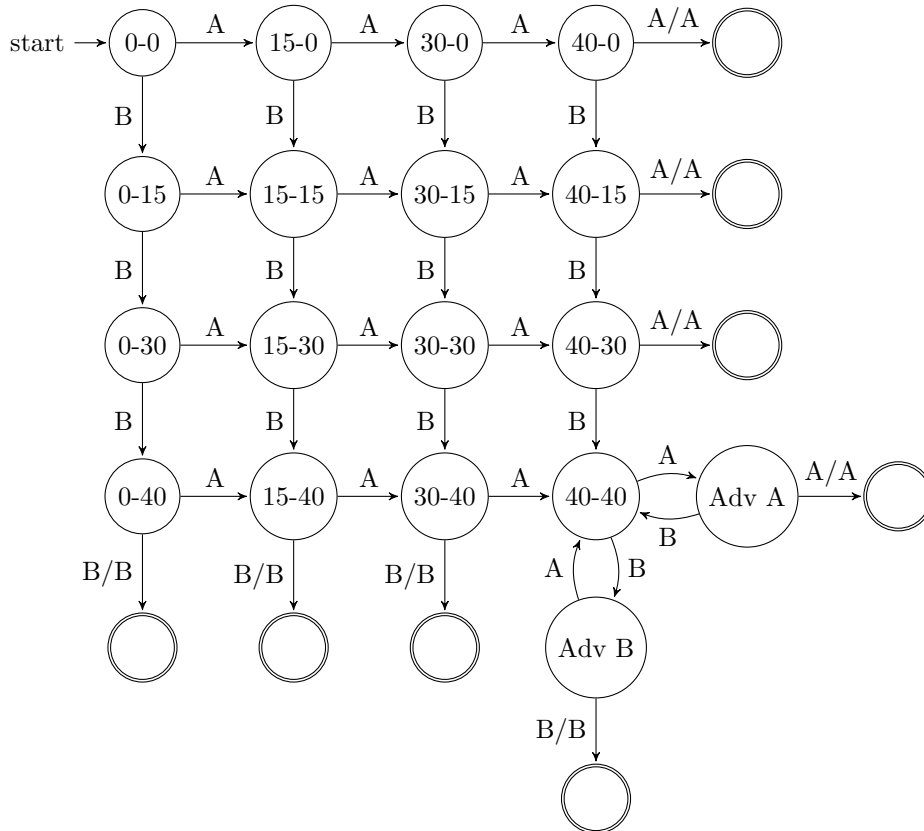 A A A A/A
start 0-0 15-0 30-0 40-0
B B B B
A A A A/A
0-15 15-15 30-15 40-15
B B B B
A A A A/A
0-30 15-30 30-30 40-30
B B B B
A A A A A/A
0-40 15-40 30-40 40-40 Adv A
B
B/B B/B B/B A B
Adv B
B/B